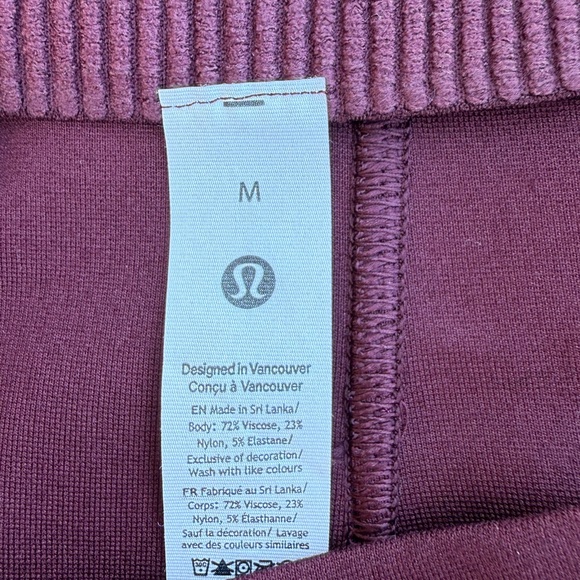 M
Designed in Vancouver
Conçu à Vancouver
EN Made in Sri Lanka/
Body: 72% Viscose, 23%
Nylon, 5% Elastane/
Exclusive of decoration/
Wash with like colours
FR Fabriqué au Sri Lanka/
Corps: 72% Viscose, 23%
Nylon, 5% Élasthanne/
Sauf la décoration/ Lavage
avec des couleurs similaires